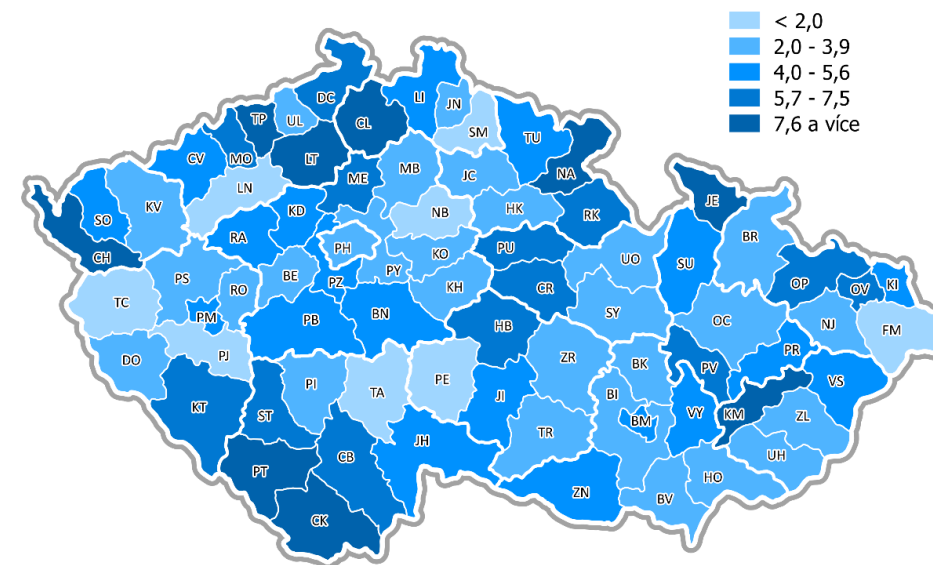 < 2,0
2,0 - 3,9
4,0 - 5,6
5,7 - 7,5
7,6 a více
DC
LI
JN
TP
UL
CL
SM
TU
CV
MO
LT
NA
LN
ME
MB
JC
JE
SO
KV
KD
NB
HK
RK
RA
PH
KO
PU
UO
SU
BR
CH
PS
BE
PZ
PY
KH
CR
OP
OV
KI
TC
RO
PM
PB
BN
HB
SY
OC
NJ
FM
DO
PJ
PI
TA
PE
ZR
BK
PV
PR
KT
ST
JI
BI
BM
VY
KM
VS
ZL
PT
CB
JH
TR
UH
CK
ZN
BV
HO